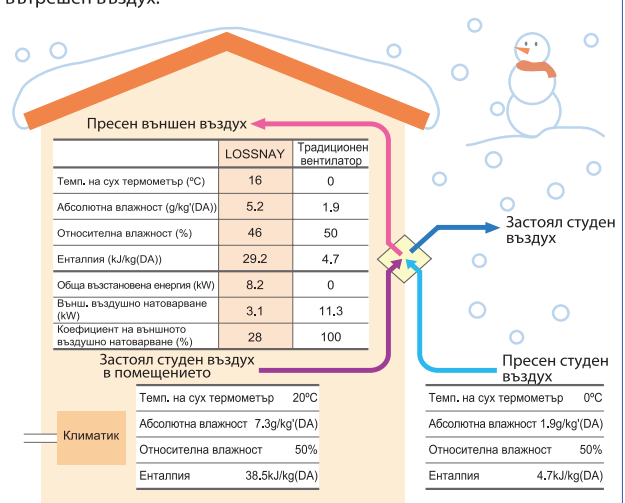 вътрешен въздух.
Пресен външен въздух
LOSSNAY Традиционен вентилатор
Темп. на сух термометър (ºC) 16 0
Абсолютна влажност (g/kg'(DA)) 5.2 1.9
Относителна влажност (%) 46 50
Енталпия (kJ/kg(DA)) 29.2 4.7
Обща възстановена енергия (kW) 8.2 0
Външ. въздушно натоварване (kW) 3.1 11.3
Коефициент на външното въздушно натоварване (%) 28 100
Застоял студен
въздух
Застоял студен въздух
в помещението
Пресен студен
въздух
Климатик
Темп. на сух термометър 20ºC
Абсолютна влажност 7.3g/kg'(DA)
Относителна влажност 50%
Енталпия 38.5kJ/kg(DA)
Темп. на сух термометър 0ºC
Абсолютна влажност 1.9g/kg'(DA)
Относителна влажност 50%
Енталпия 4.7kJ/kg(DA)